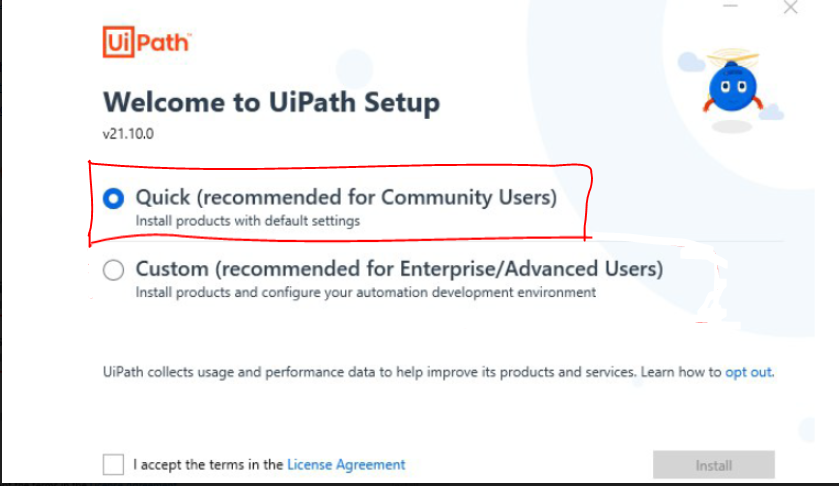 UiPath
Welcome to UiPath Setup
v21.10.0
Quick (recommended for Community Users)
Install products with default settings
Custom (recommended for Enterprise/Advanced Users)
Install products and configure your automation development environment
UiPath collects usage and performance data to help improve its products and services. Learn how to opt out.
I accept the terms in the License Agreement
Install